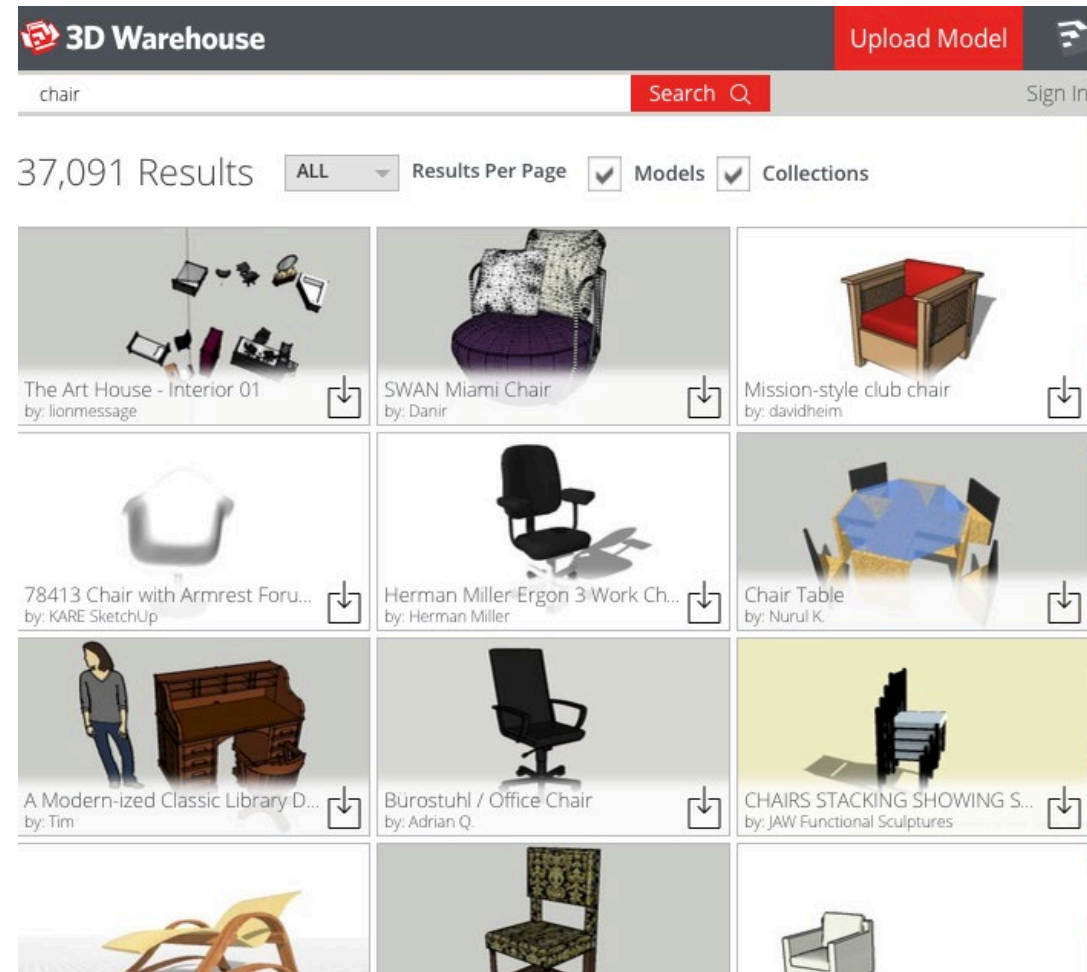 3D Warehouse
Upload Model
chair
Search
Sign In
37,091 Results
ALL
Results Per Page
Models
Collections
The Art House - Interior 01
by: lionmessage
SWAN Miami Chair
by: Danir
Mission-style club chair
by: davidheim
78413 Chair with Armrest Foru...
by: KARE SketchUp
Herman Miller Ergon 3 Work Ch...
by: Herman Miller
Chair Table
by: Nurul K.
A Modern-ized Classic Library D...
by: Tim
Bürostuhl / Office Chair
by: Adrian Q.
CHAIRS STACKING SHOWING S...
by: JAW Functional Sculptures